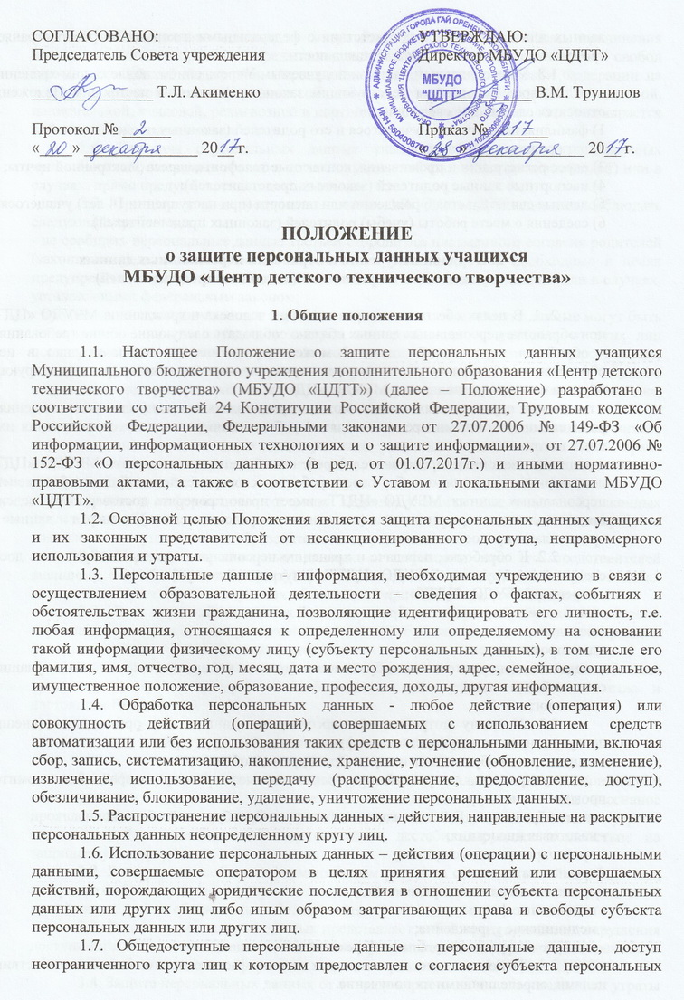 СОГЛАСОВАНО:
Председатель Совета учреждения
Т.Л. Акименко
Протокол № 2
« 20 » декабря 2017г.
УТВЕРЖДАЮ:
Директор МБУДО «ЦДТТ»
В.М. Трунилов
Приказ № 217
28 декабря 2017г.
МБУДО
"ЦДТТ"
ПОЛОЖЕНИЕ
о защите персональных данных учащихся
МБУДО «Центр детского технического творчества»
1. Общие положения
1.1. Настоящее Положение о защите персональных данных учащихся
Муниципального бюджетного учреждения дополнительного образования «Центр детского
технического творчества» (МБУДО «ЦДТТ») (далее – Положение) разработано в
соответствии со статьей 24 Конституции Российской Федерации, Трудовым кодексом
Российской Федерации, Федеральными законами от 27.07.2006 № 149-ФЗ «Об
информации, информационных технологиях и о защите информации», от 27.07.2006 №
152-ФЗ «О персональных данных» (в ред. от 01.07.2017г.) и иными нормативно-
правовыми актами, а также в соответствии с Уставом и локальными актами МБУДО
«ЦДТТ».
1.2. Основной целью Положения является защита персональных данных учащихся
и их законных представителей от несанкционированного доступа, неправомерного
использования и утраты.
1.3. Персональные данные - информация, необходимая учреждению в связи с
осуществлением образовательной деятельности – сведения о фактах, событиях и
обстоятельствах жизни гражданина, позволяющие идентифицировать его личность, т.е.
любая информация, относящаяся к определенному или определяемому на основании
такой информации физическому лицу (субъекту персональных данных), в том числе его
фамилия, имя, отчество, год, месяц, дата и место рождения, адрес, семейное, социальное,
имущественное положение, образование, профессия, доходы, другая информация.
1.4. Обработка персональных данных - любое действие (операция) или
совокупность действий (операций), совершаемых с использованием средств
автоматизации или без использования таких средств с персональными данными, включая
сбор, запись, систематизацию, накопление, хранение, уточнение (обновление, изменение),
извлечение, использование, передачу (распространение, предоставление, доступ),
обезличивание, блокирование, удаление, уничтожение персональных данных.
1.5. Распространение персональных данных - действия, направленные на раскрытие
персональных данных неопределенному кругу лиц.
1.6. Использование персональных данных – действия (операции) с персональными
данными, совершаемые оператором в целях принятия решений или совершаемых
действий, порождающих юридические последствия в отношении субъекта персональных
данных или других лиц либо иным образом затрагивающих права и свободы субъекта
персональных данных или других лиц.
1.7. Общедоступные персональные данные – персональные данные, доступ
неограниченного круга лиц к которым предоставлен с согласия субъекта персональных